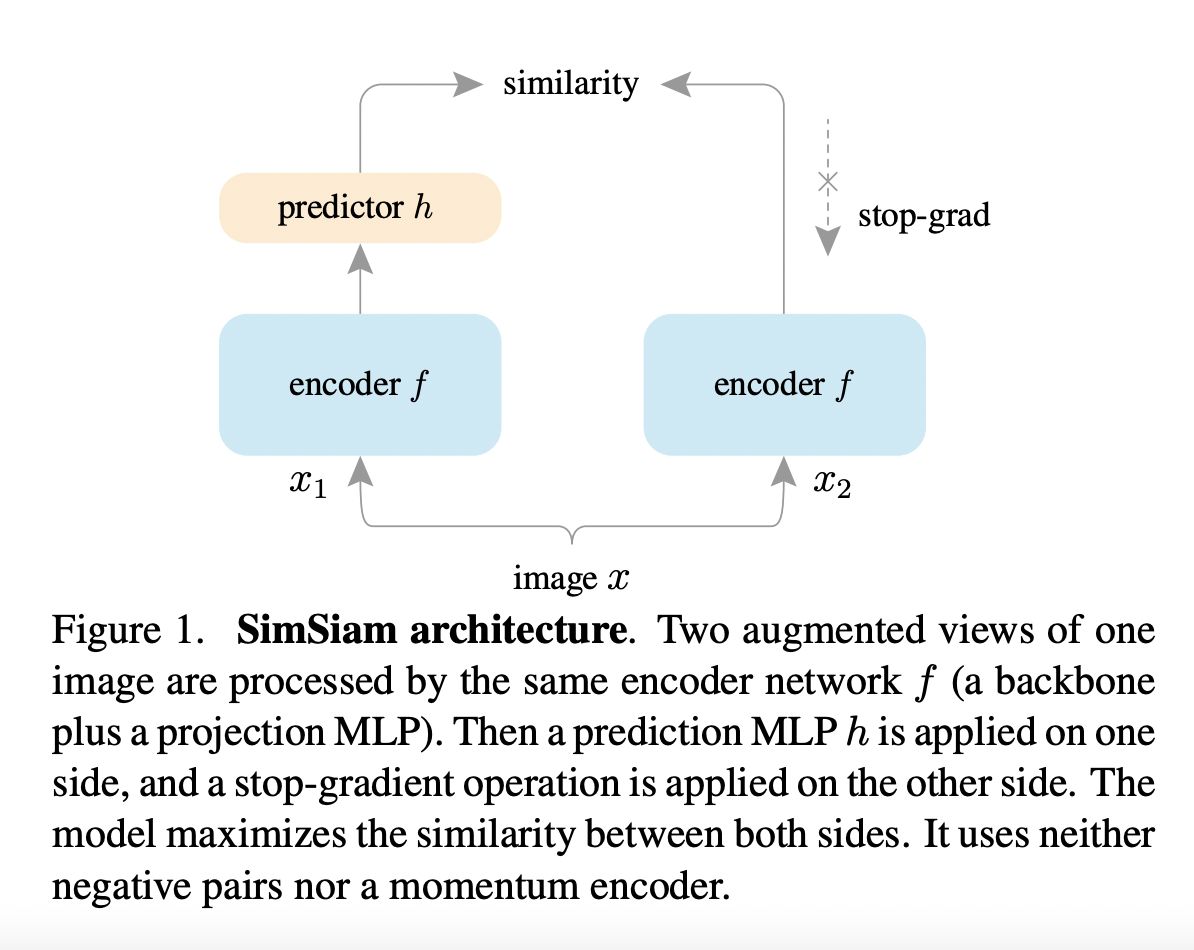 similarity
predictor h
stop-grad
encoder f
encoder f
x1
x2
image x
Figure 1. SimSiam architecture. Two augmented views of one
image are processed by the same encoder network f (a backbone
plus a projection MLP). Then a prediction MLP h is applied on one
side, and a stop-gradient operation is applied on the other side. The
model maximizes the similarity between both sides. It uses neither
negative pairs nor a momentum encoder.